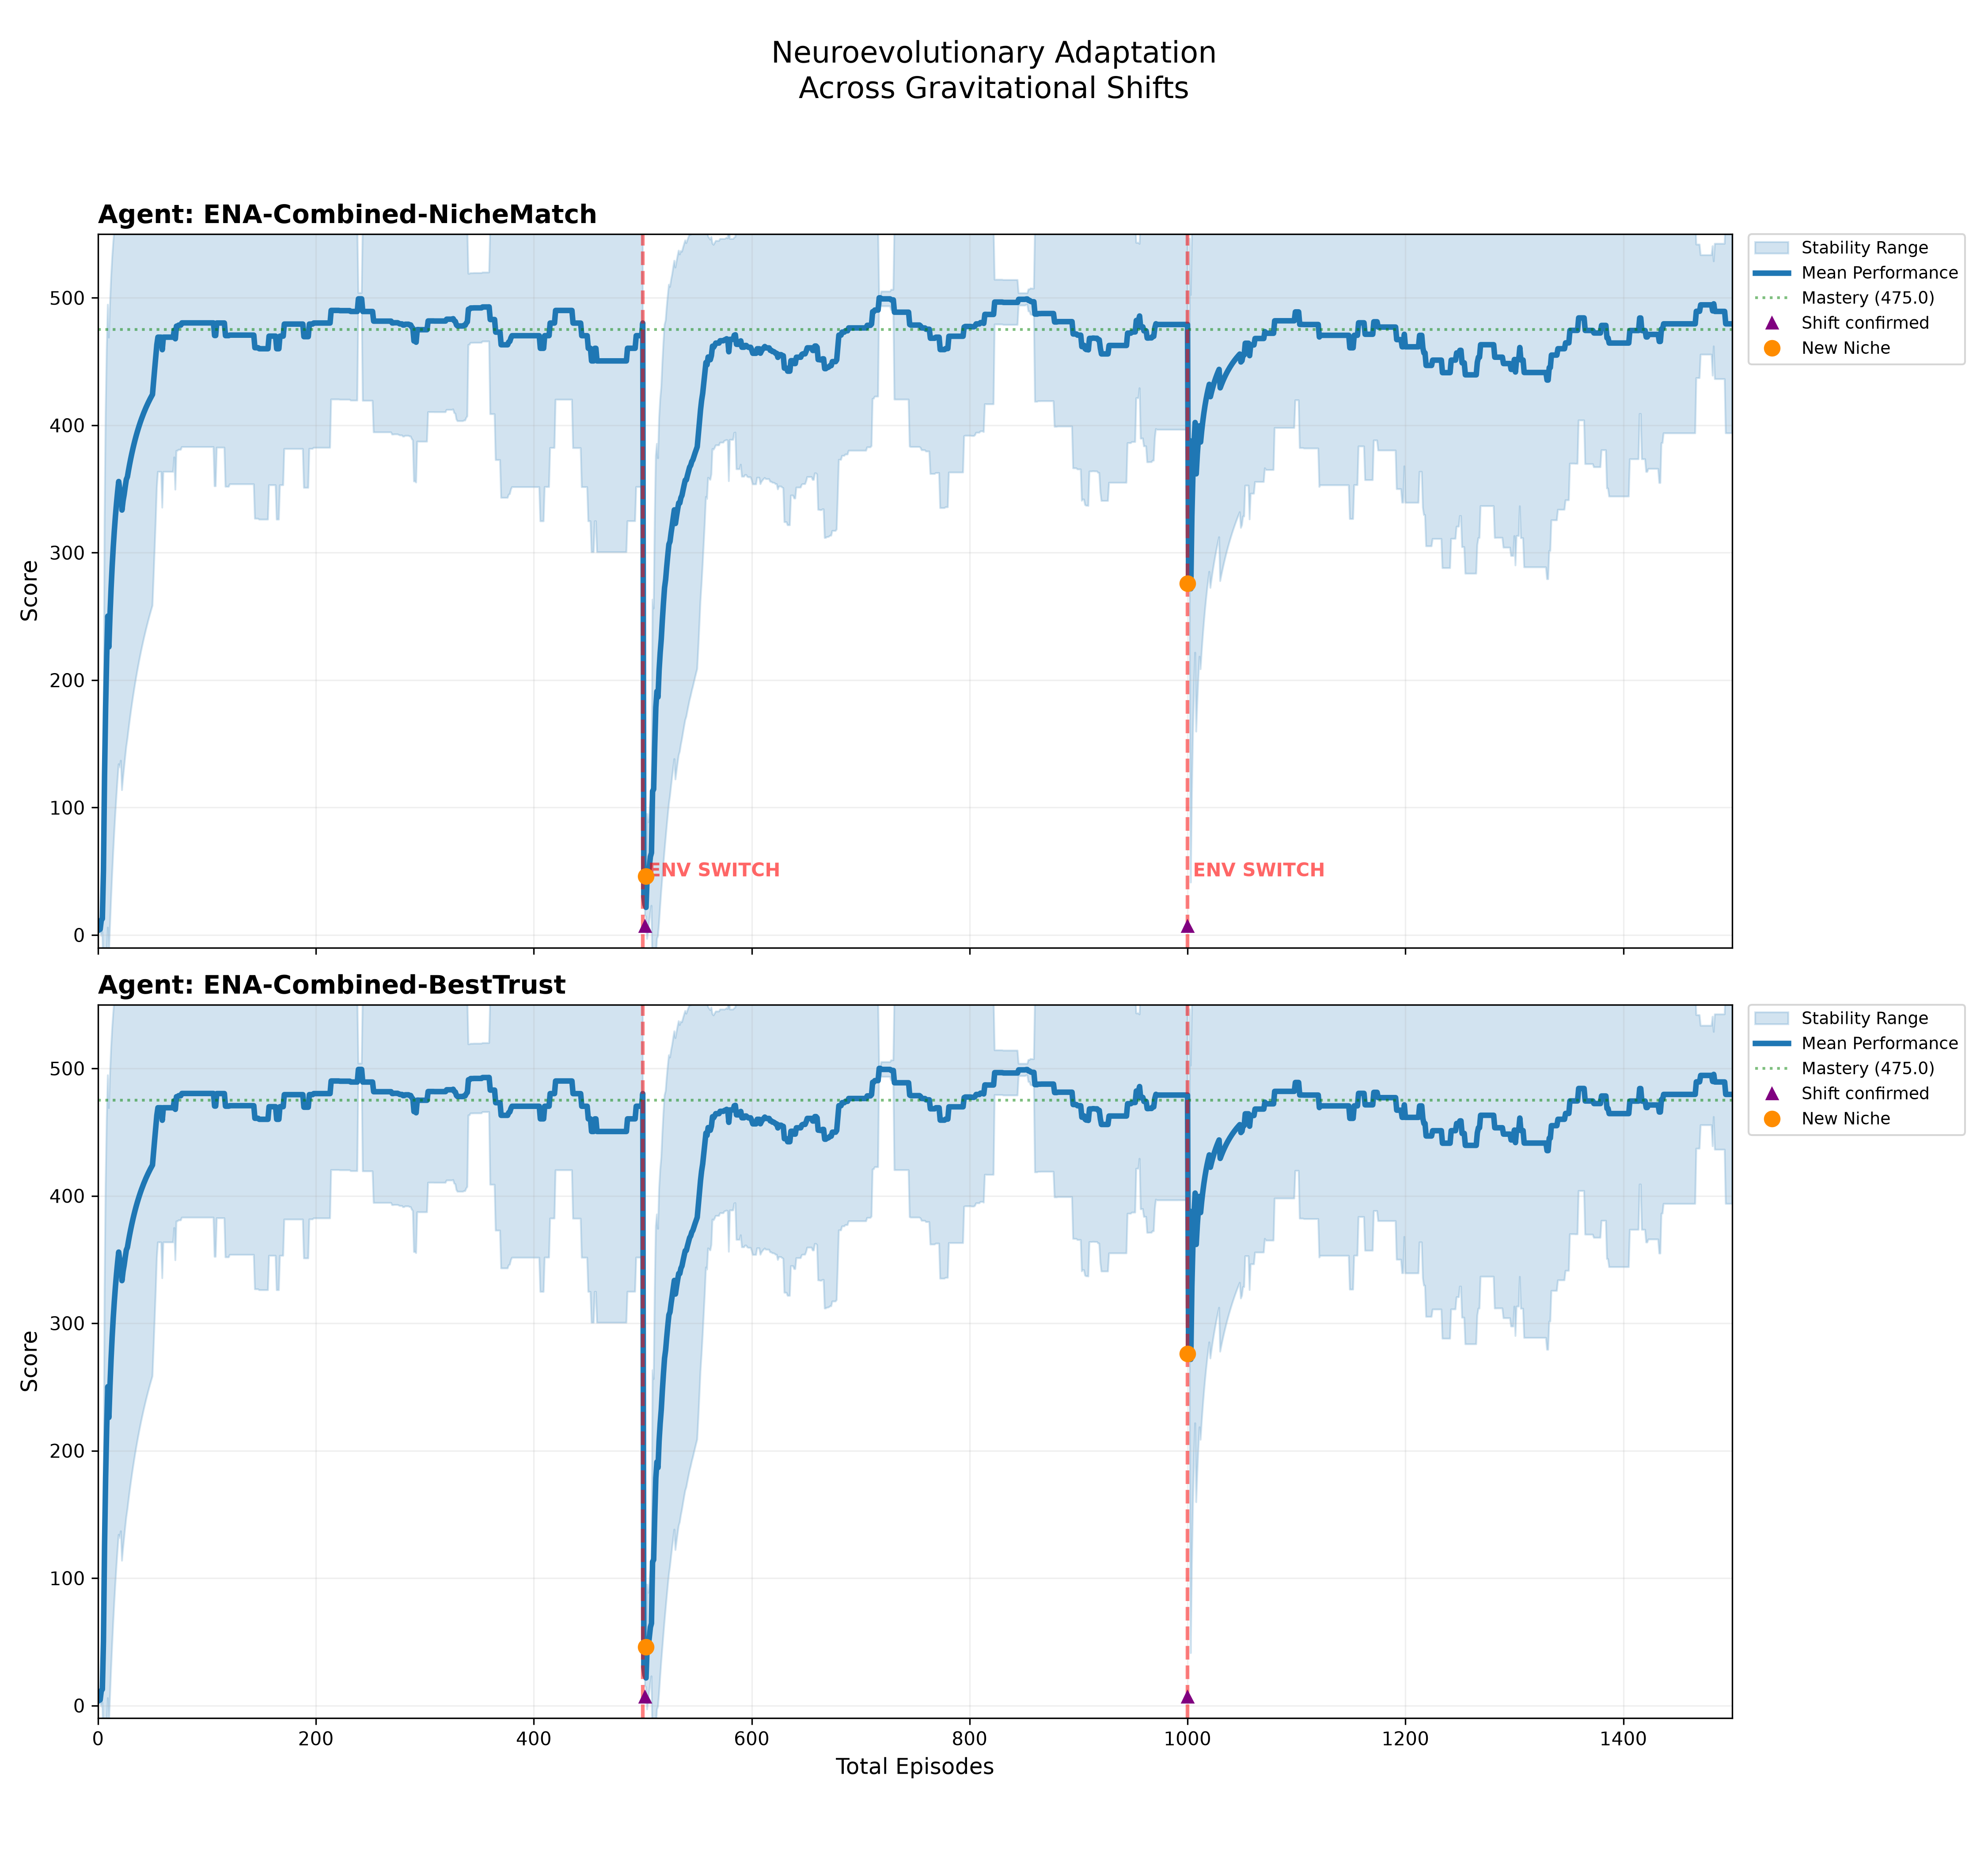 Neuroevolutionary Adaptation
Across Gravitational Shifts
Agent: ENA-Combined-NicheMatch
Score
500
400
300
200
100
0
ENV SWITCH
ENV SWITCH
Stability Range
Mean Performance
Mastery (475.0)
Shift confirmed
New Niche
Agent: ENA-Combined-BestTrust
Score
500
400
300
200
100
0
0
200
400
600
800
1000
1200
1400
Total Episodes
Stability Range
Mean Performance
Mastery (475.0)
Shift confirmed
New Niche